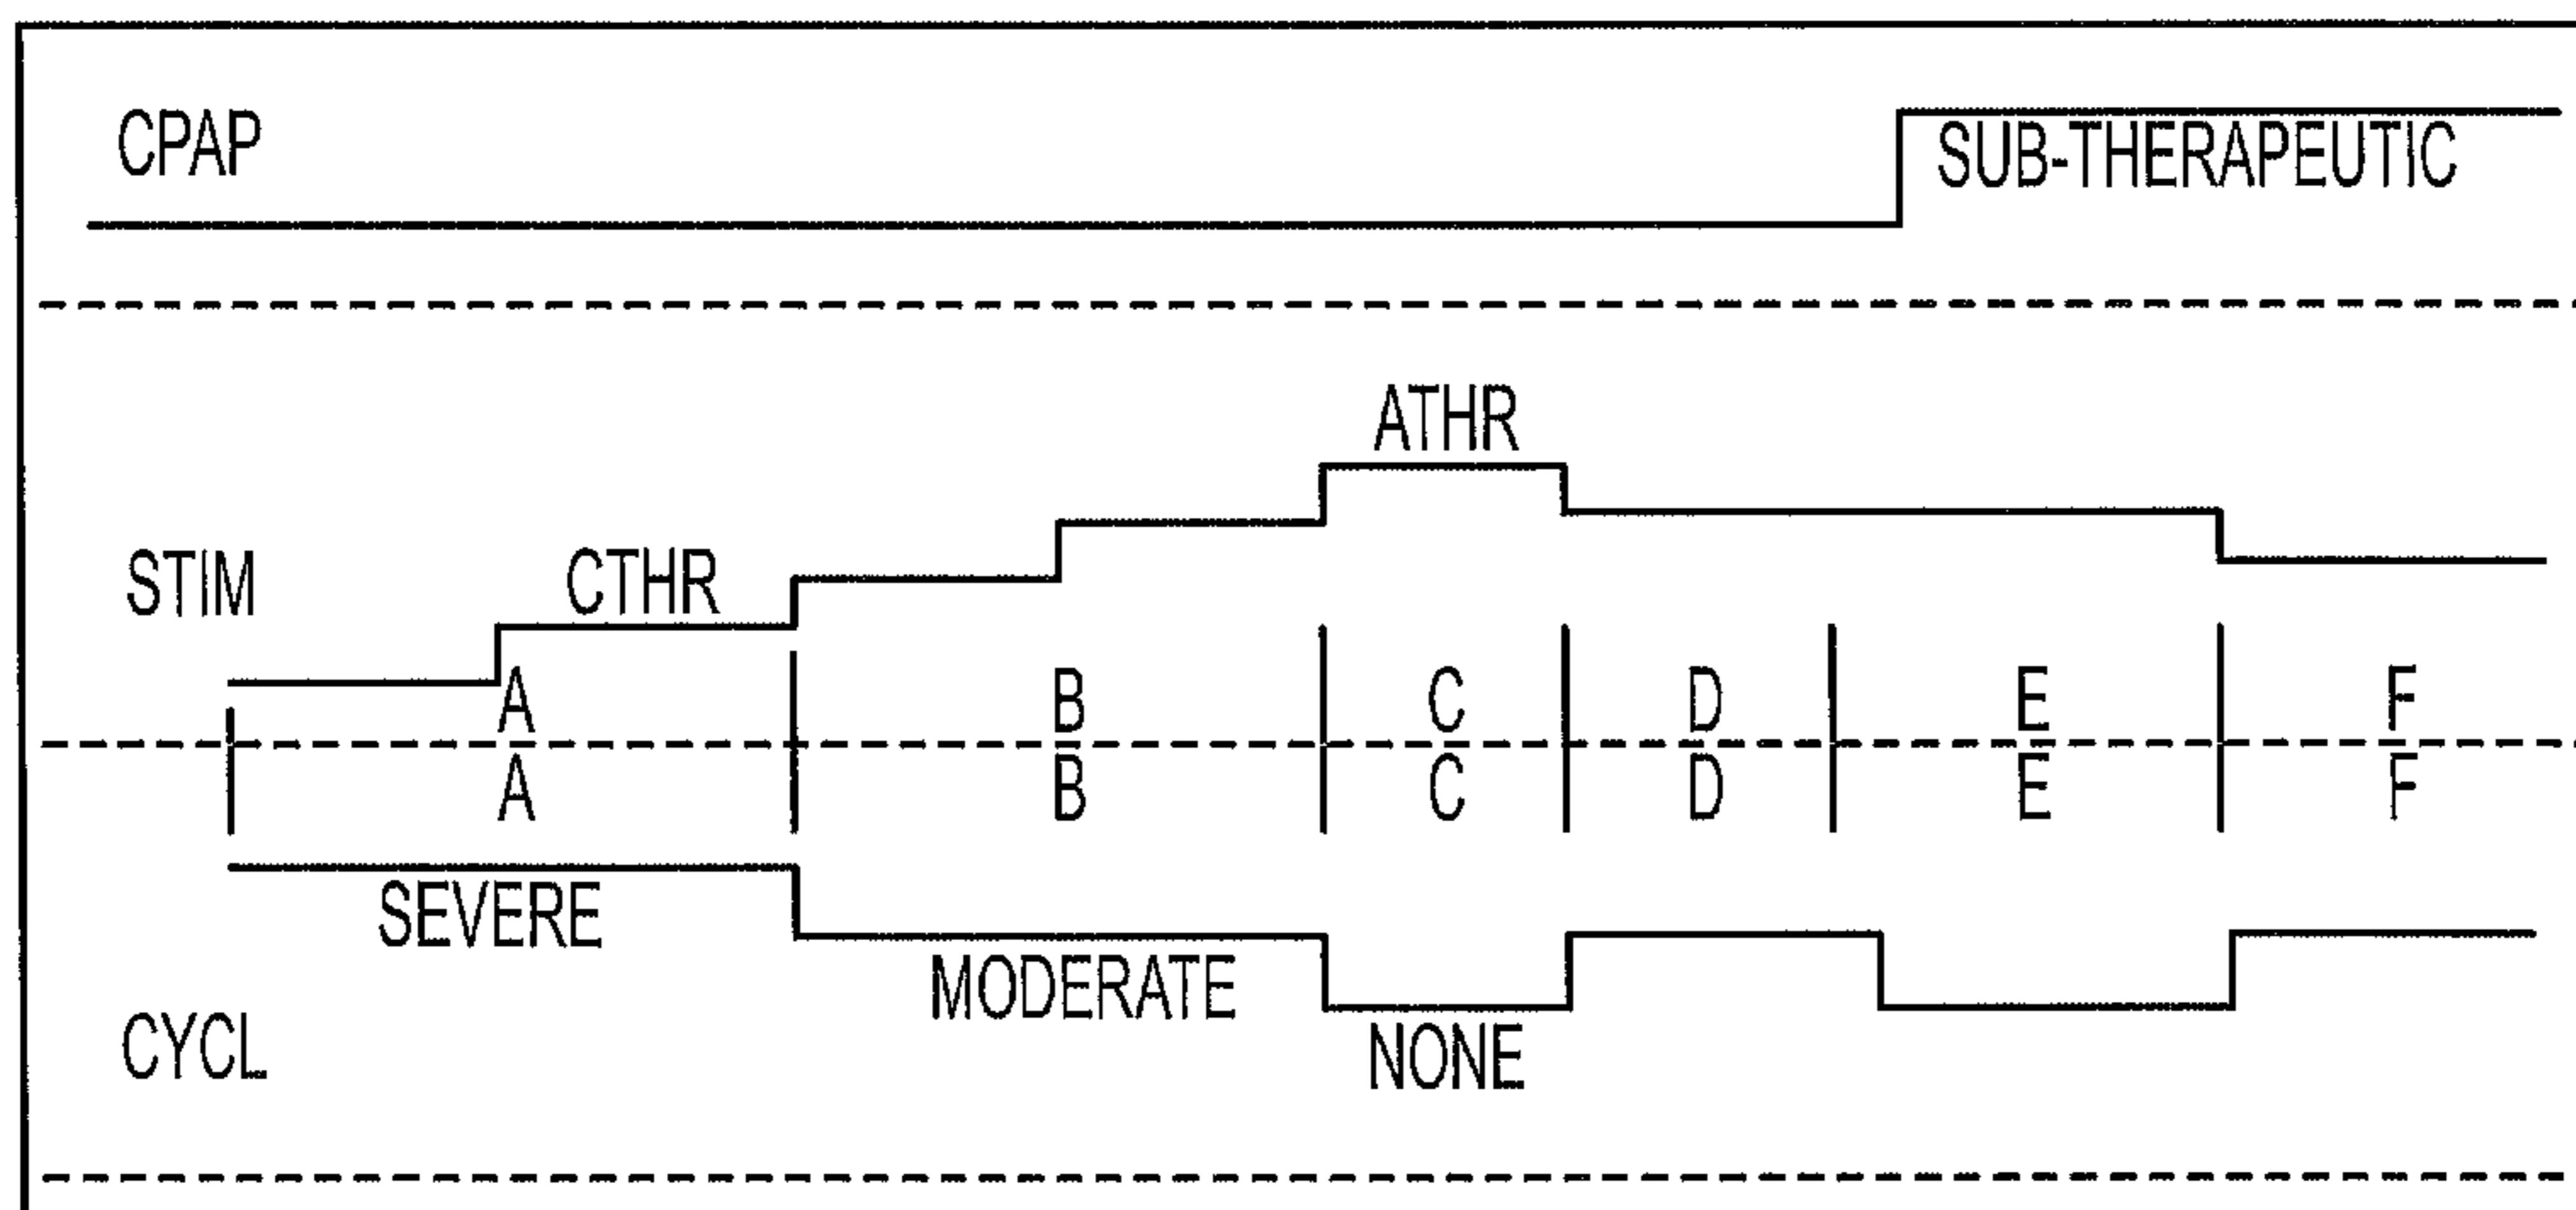 CPAP
SUB-THERAPEUTIC
ATHR
STIM
CTHR
A B C D E F
A B C D E F
SEVERE
MODERATE
NONE
CYCL